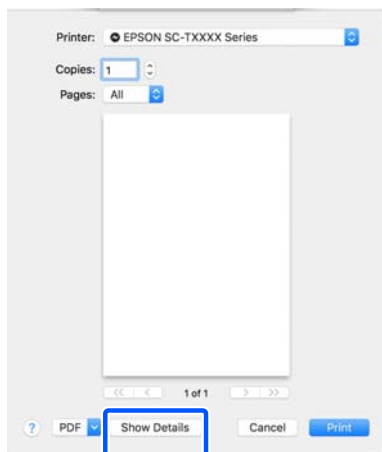 Printer: EPSON SC-TXXXX Series
Copies: 1
Pages: All
<< < 1 of 1 > >>
? PDF Show Details Cancel Print